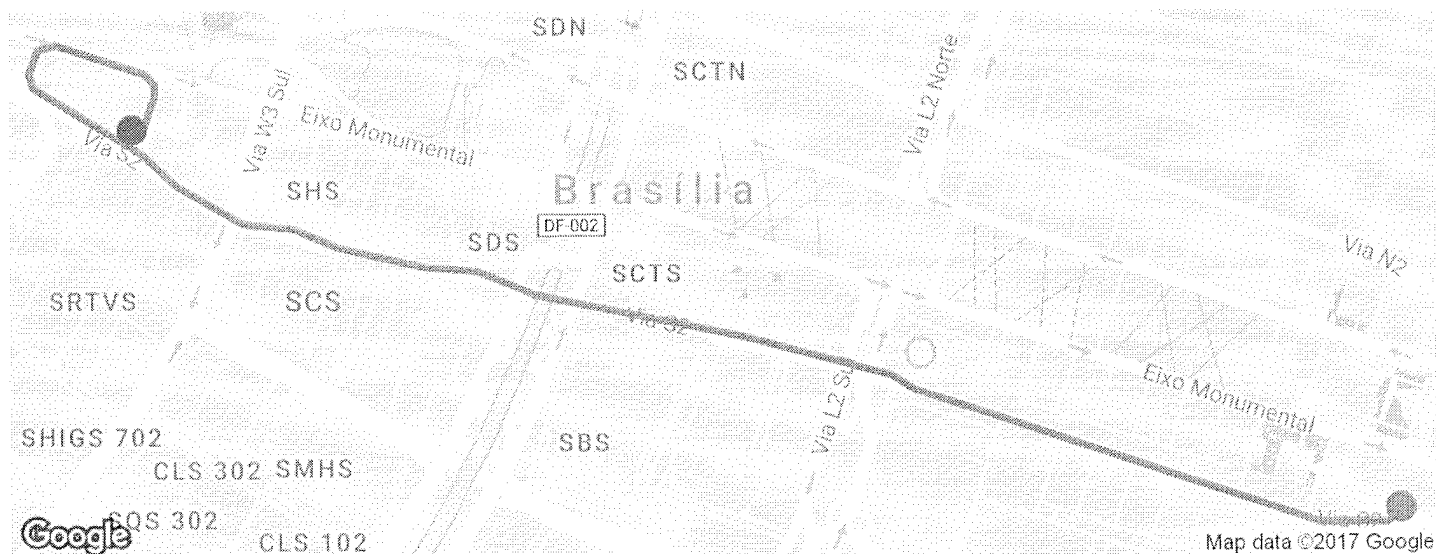 SDN
SCTN
Via L2 Norte
Via W3 Sul
Eixo Monumental
Via S2
SHS
Brasília
DF-002
SDS
SCTS
Via N2
SRTVS
SCS
Via S2
Via L2 Sul
Eixo Monumental
SHIGS 702
SBS
CLS 302 SMHS
SQS 302
Google
CLS 102
Map data ©2017 Google